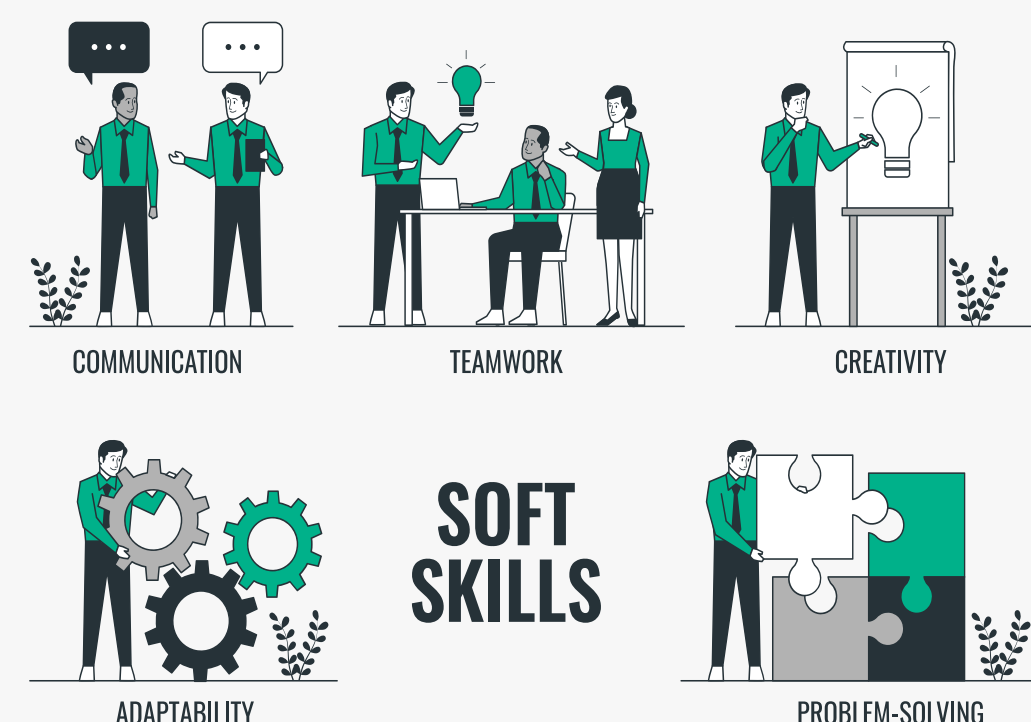 COMMUNICATION
TEAMWORK
CREATIVITY
SOFT
SKILLS
ADAPTABILITY
PROBLEM-SOLVING